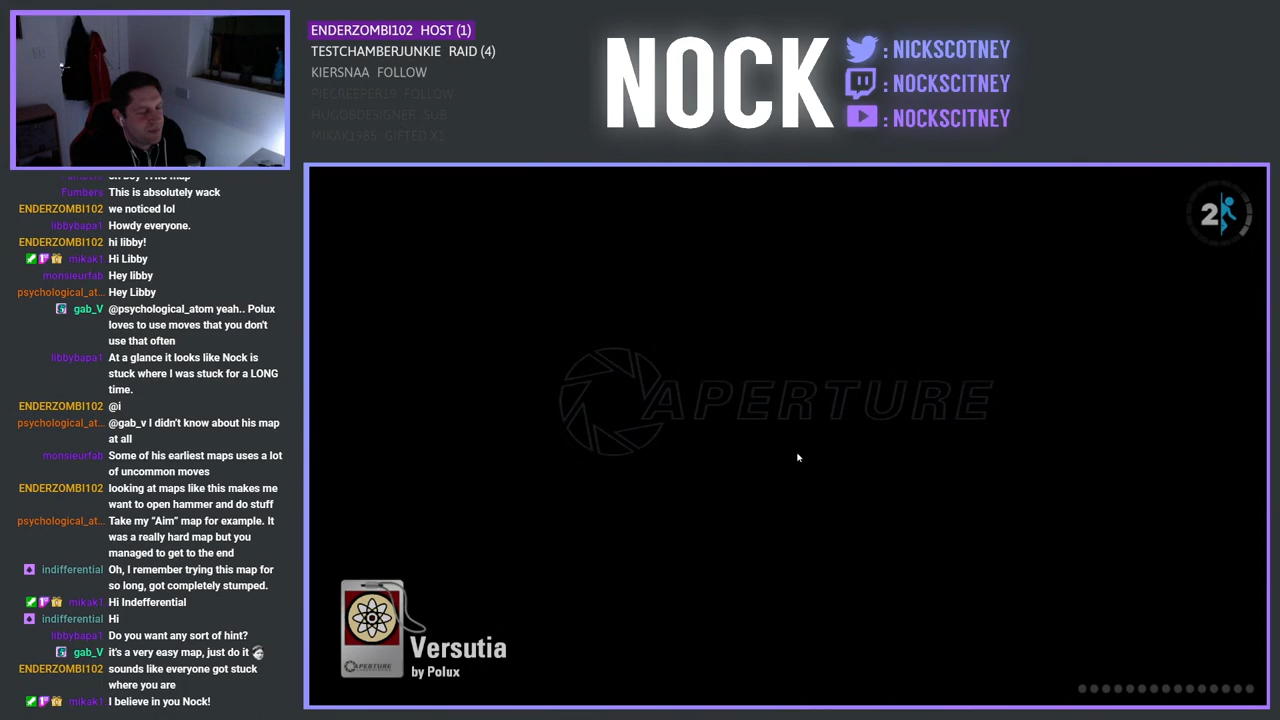 ENDERZOMBI102 HOST (1)
TESTCHAMBERJUNKIE RAID (4)
KIERSNAA FOLLOW
PIECREEPER19 FOLLOW
HUGOBDESIGNER SUB
MIKAK1985 GIFTED X1
NOCK
: NICKSCOTNEY
: NOCKSCITNEY
: NOCKSCITNEY
Fumbers This is absolutely wack
ENDERZOMBI102 we noticed lol
libbybapa1 Howdy everyone.
ENDERZOMBI102 hi libby!
mikak1 Hi Libby
monsieurfab Hey libby
psychological_at... Hey Libby
gab_V @psychological_atom yeah.. Polux
loves to use moves that you don't
use that often
libbybapa1 At a glance it looks like Nock is
stuck where I was stuck for a LONG
time.
ENDERZOMBI102 @i
psychological_at... @gab_v I didn't know about his map
at all
monsieurfab Some of his earliest maps uses a lot
of uncommon moves
ENDERZOMBI102 looking at maps like this makes me
want to open hammer and do stuff
psychological_at... Take my "Aim" map for example. It
was a really hard map but you
managed to get to the end
indifferential Oh, I remember trying this map for
so long, got completely stumped.
mikak1 Hi Indefferential
indifferential Hi
libbybapa1 Do you want any sort of hint?
gab_V it's a very easy map, just do it
ENDERZOMBI102 sounds like everyone got stuck
where you are
mikak1 I believe in you Nock!
2
APERTURE
APERTURE
Versutia
by Polux